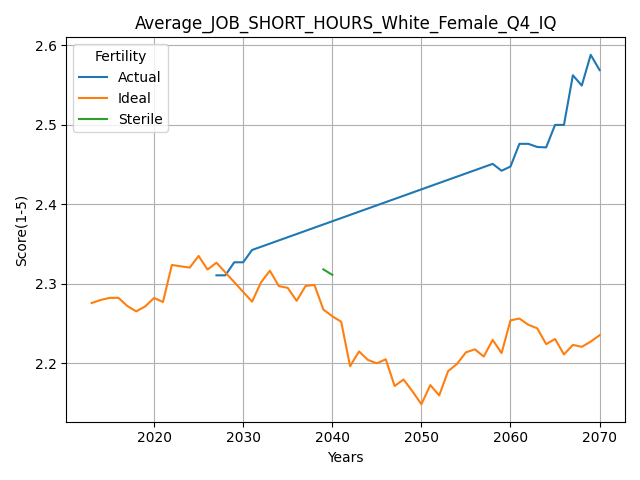 Average_JOB_SHORT_HOURS_White_Female_Q4_IQ
Fertility
Actual
Ideal
Sterile
Score(1-5)
2.6
2.5
2.4
2.3
2.2
2020 2030 2040 2050 2060 2070
Years